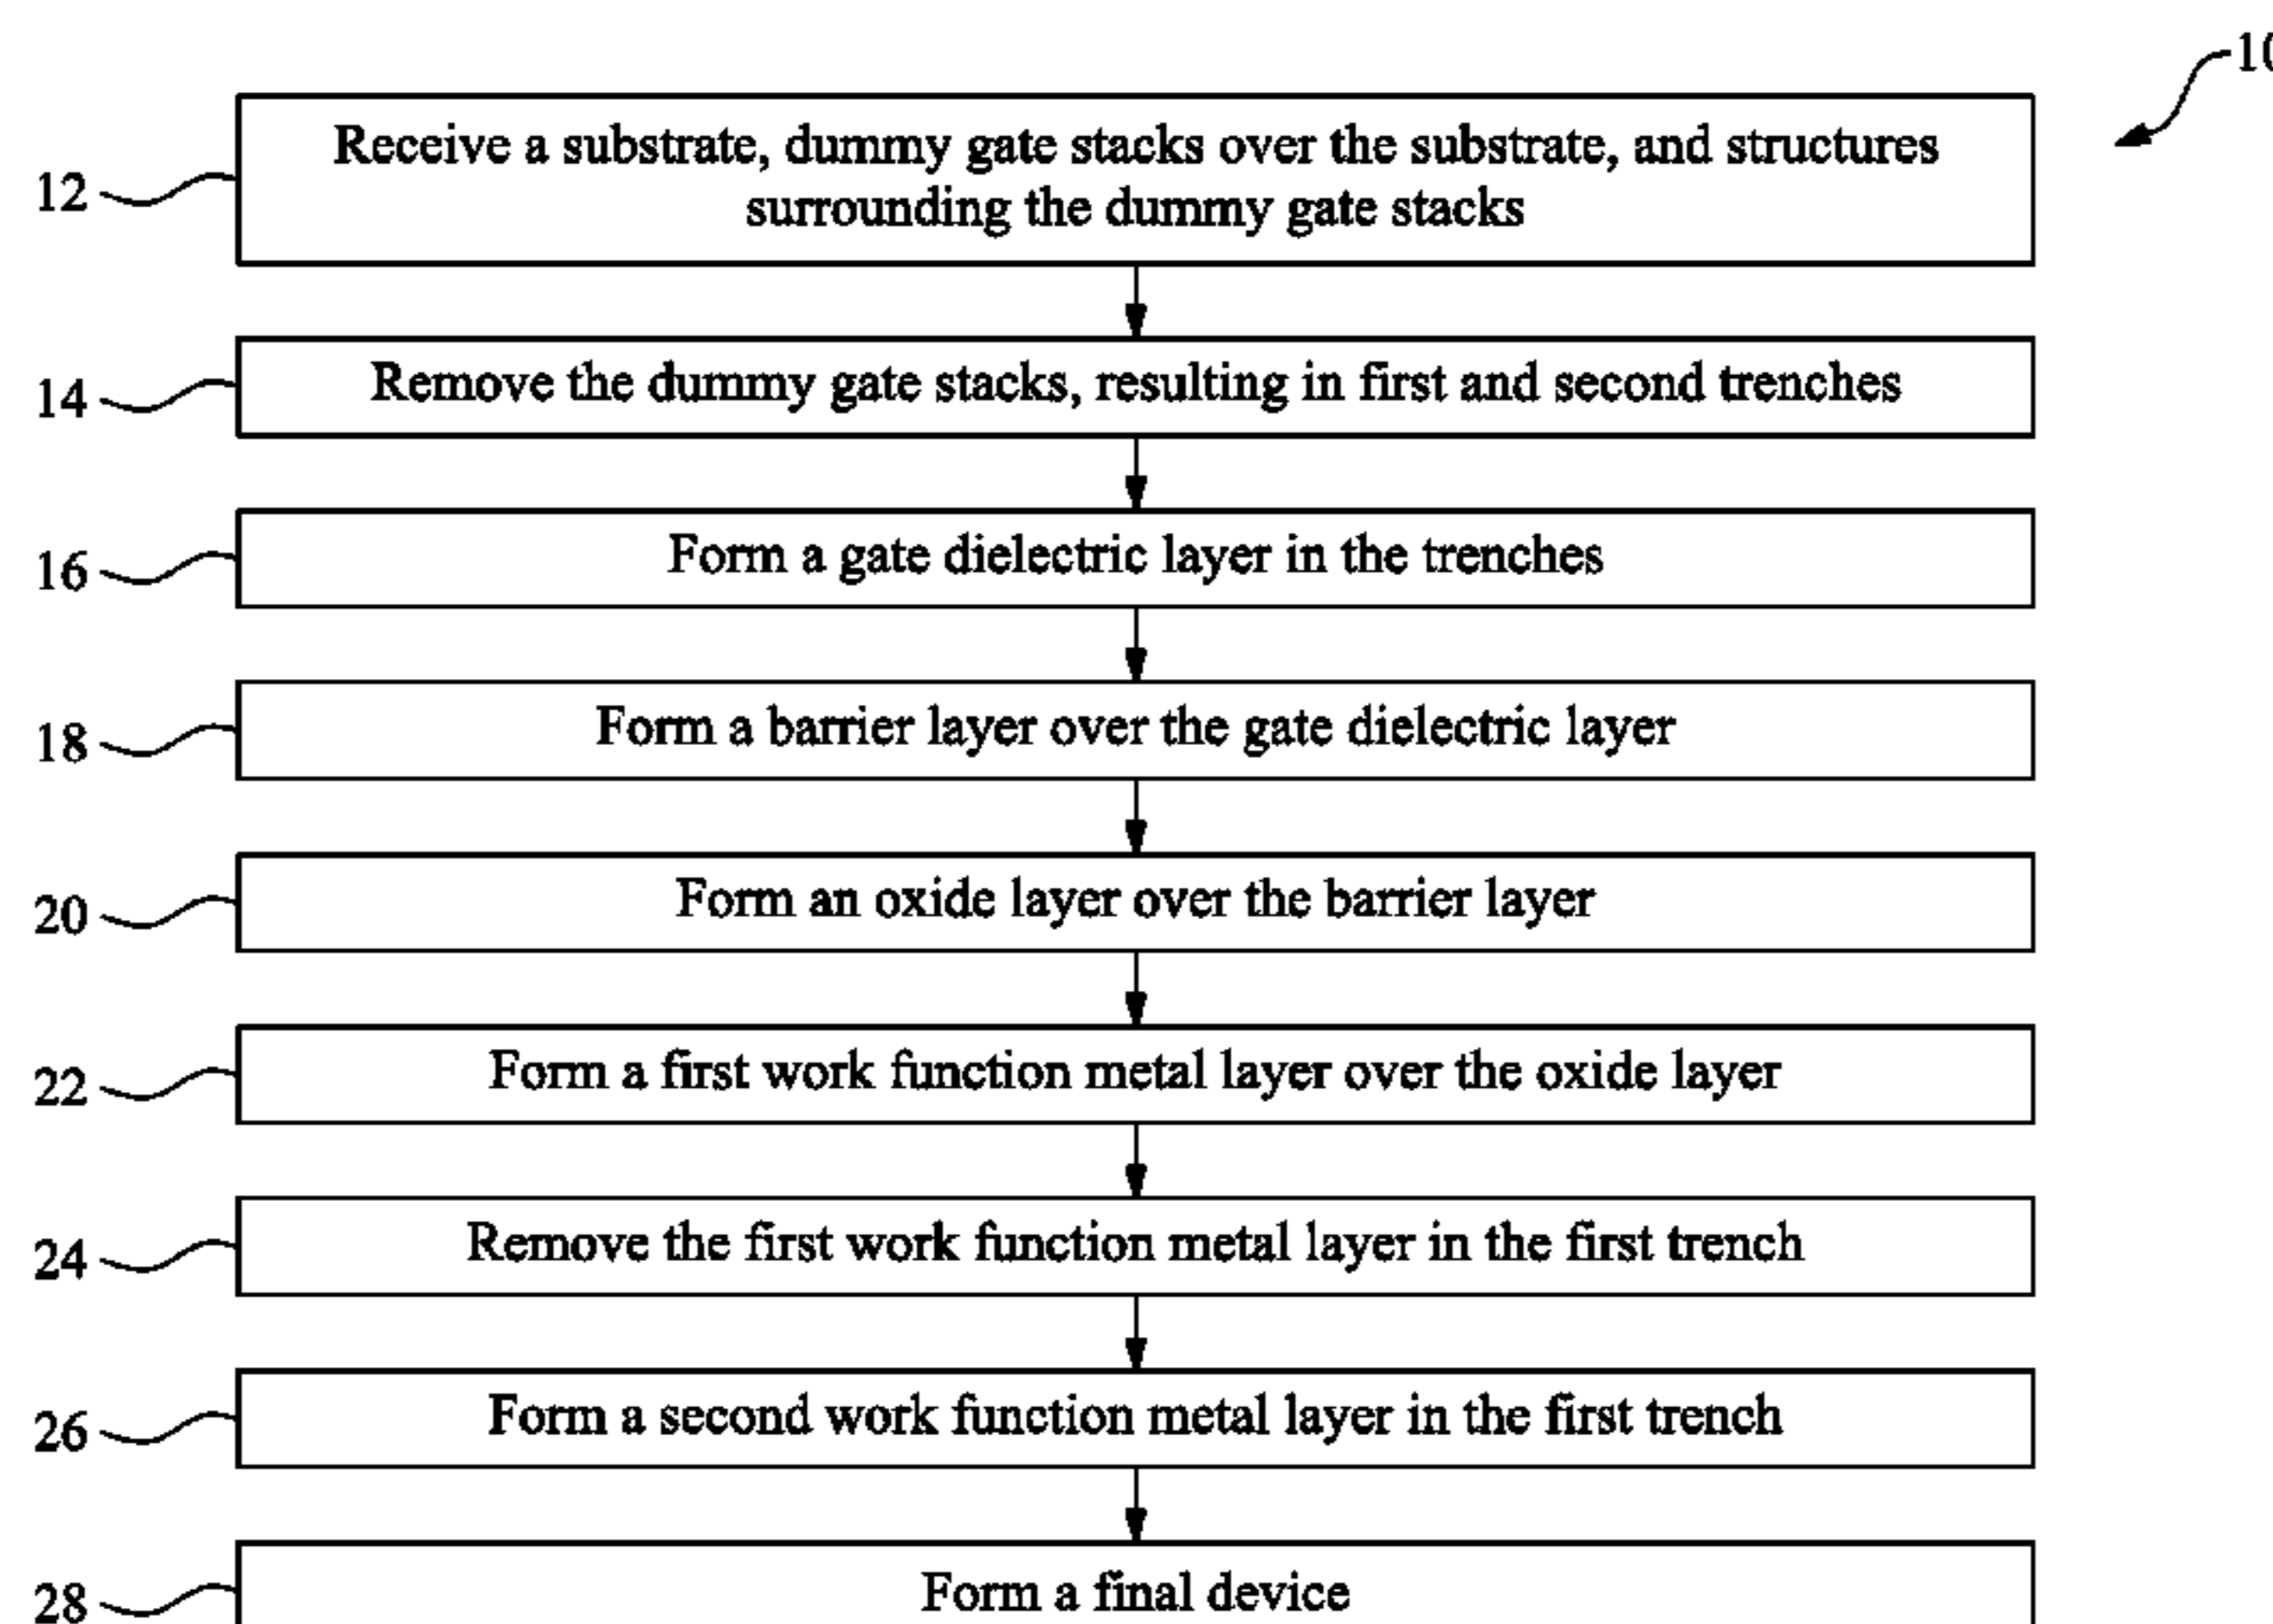 10
12
Receive a substrate, dummy gate stacks over the substrate, and structures
surrounding the dummy gate stacks
14
Remove the dummy gate stacks, resulting in first and second trenches
16
Form a gate dielectric layer in the trenches
18
Form a barrier layer over the gate dielectric layer
20
Form an oxide layer over the barrier layer
22
Form a first work function metal layer over the oxide layer
24
Remove the first work function metal layer in the first trench
26
Form a second work function metal layer in the first trench
28
Form a final device